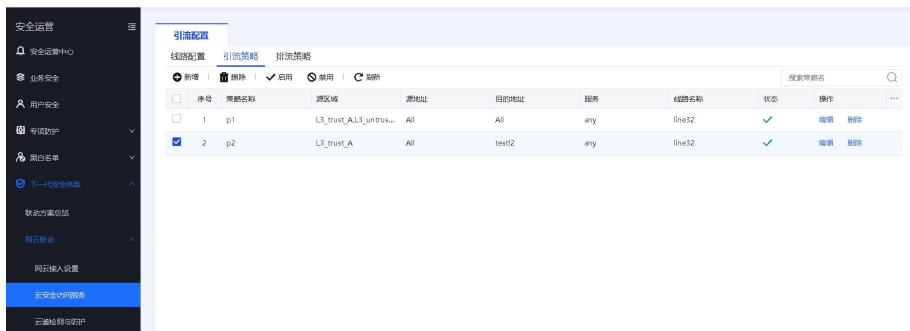 安全运营
安全运营中心
业务安全
用户安全
专项防护
黑白名单
下一代安全体系
联动方案总览
网云联动
网云接入设置
云安全访问服务
云鉴检测与防护
引流配置
线路配置 引流策略 排流策略
新增 删除 启用 禁用 刷新 搜索策略名
序号 策略名称 源区域 源地址 目的地址 服务 线路名称 状态 操作 ...
1 p1 L3_trust_A,L3_untrus... All All any line32 编辑 删除
2 p2 L3_trust_A All testl2 any line32 编辑 删除